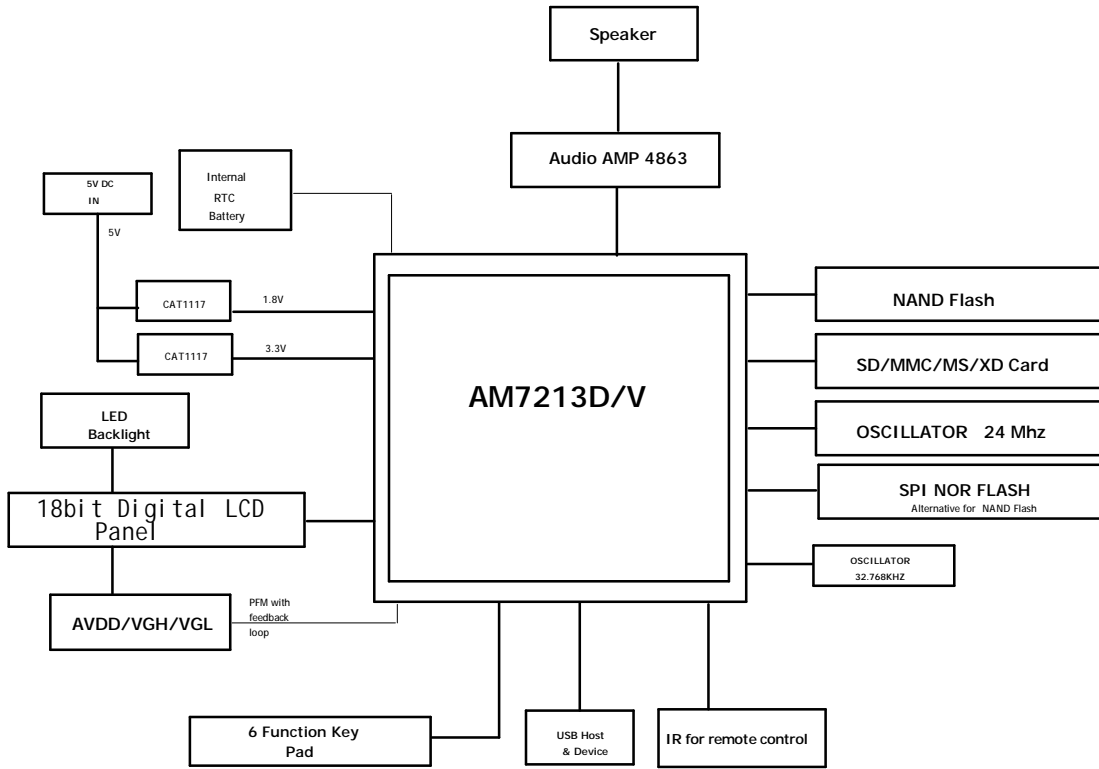 Speaker
Audio AMP 4863
Internal
RTC
Battery
5V DC
IN
5V
CAT1117
1.8V
CAT1117
3.3V
AM7213D/V
NAND Flash
SD/MMC/MS/XD Card
OSCILLATOR 24 Mhz
SPI NOR FLASH
Alternative for NAND Flash
OSCILLATOR
32.768KHZ
LED
Backlight
18bit Digital LCD
Panel
AVDD/VGH/VGL
PFM with
feedback
loop
6 Function Key
Pad
USB Host
& Device
IR for remote control